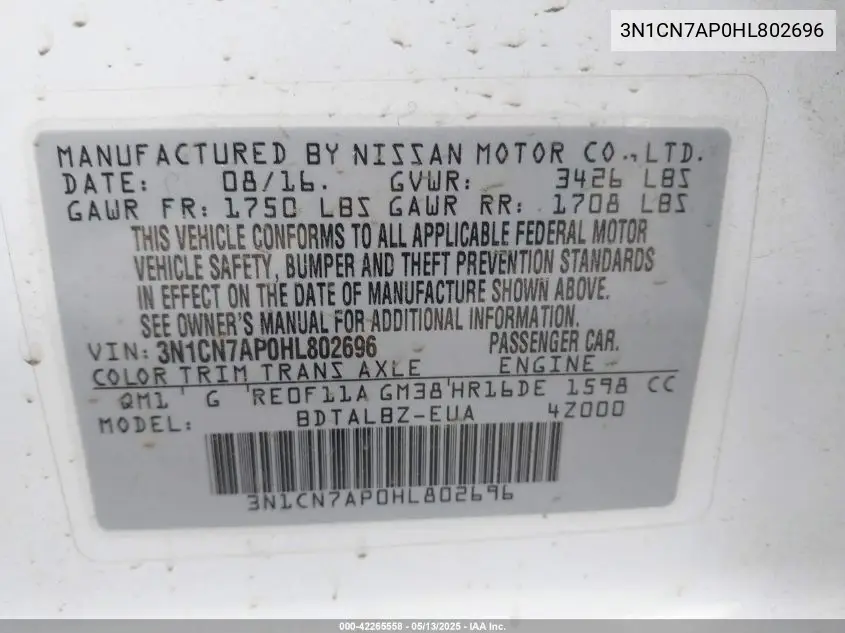 3N1CN7AP0HL802696
MANUFACTURED BY NISSAN MOTOR CO., LTD.
DATE: 08/16. GVWR: 3426 LBS
GAWR FR: 1750 LBS GAWR RR: 1708 LBS
THIS VEHICLE CONFORMS TO ALL APPLICABLE FEDERAL MOTOR
VEHICLE SAFETY, BUMPER AND THEFT PREVENTION STANDARDS
IN EFFECT ON THE DATE OF MANUFACTURE SHOWN ABOVE.
SEE OWNER'S MANUAL FOR ADDITIONAL INFORMATION.
VIN: 3N1CN7AP0HL802696 PASSENGER CAR.
COLOR TRIM TRANS AXLE ENGINE
QM1 G RE0F11A GM38 HR16DE 1598 CC
MODEL: BDTALBZ-EUA 4Z000
3N1CN7AP0HL802696
000-42265558 - 05/13/2025 - IAA Inc.